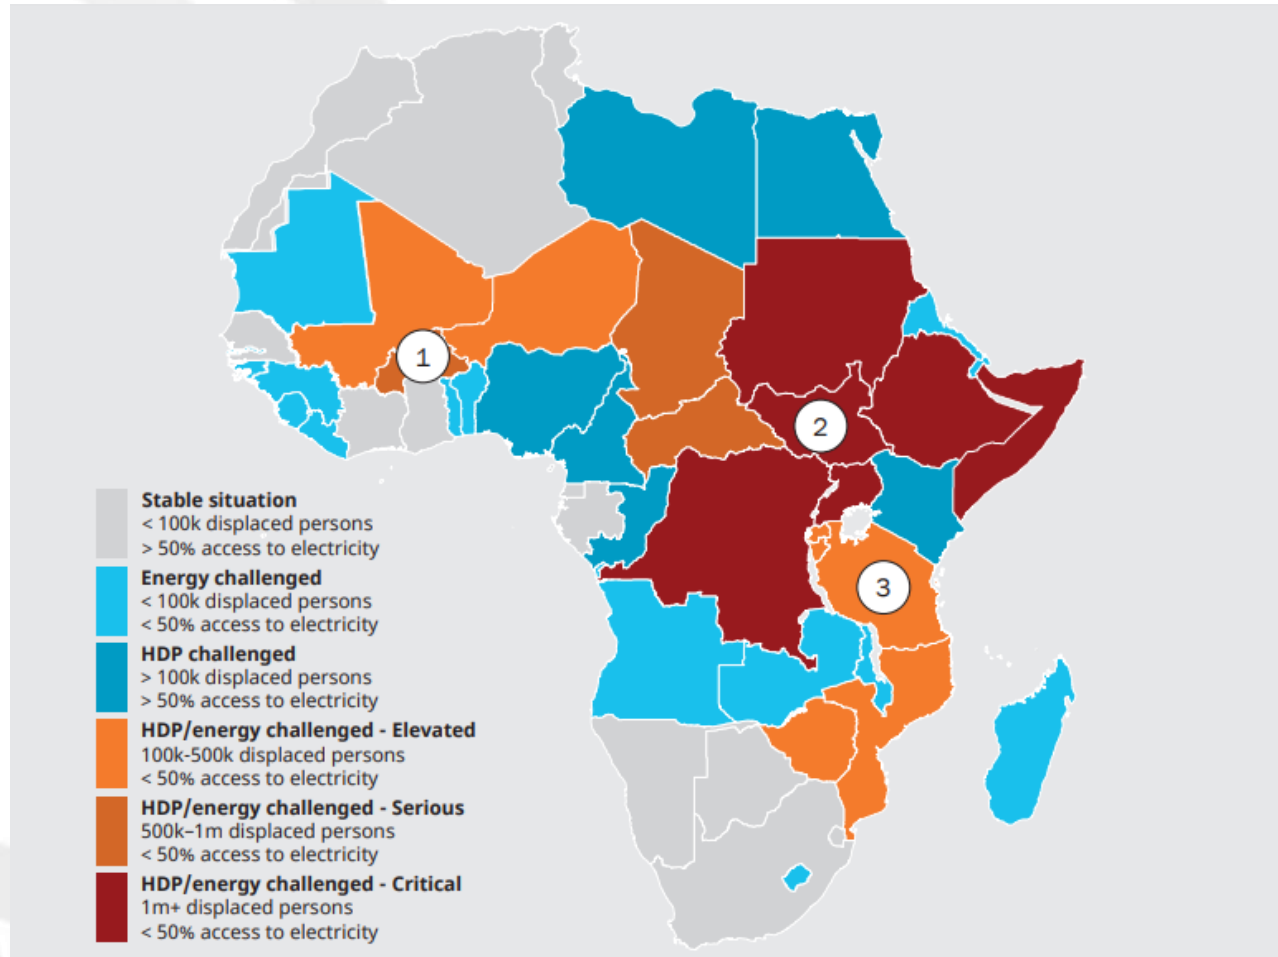 1
2
3
Stable situation
< 100k displaced persons
> 50% access to electricity
Energy challenged
< 100k displaced persons
< 50% access to electricity
HDP challenged
> 100k displaced persons
> 50% access to electricity
HDP/energy challenged - Elevated
100k-500k displaced persons
< 50% access to electricity
HDP/energy challenged - Serious
500k–1m displaced persons
< 50% access to electricity
HDP/energy challenged - Critical
1m+ displaced persons
< 50% access to electricity